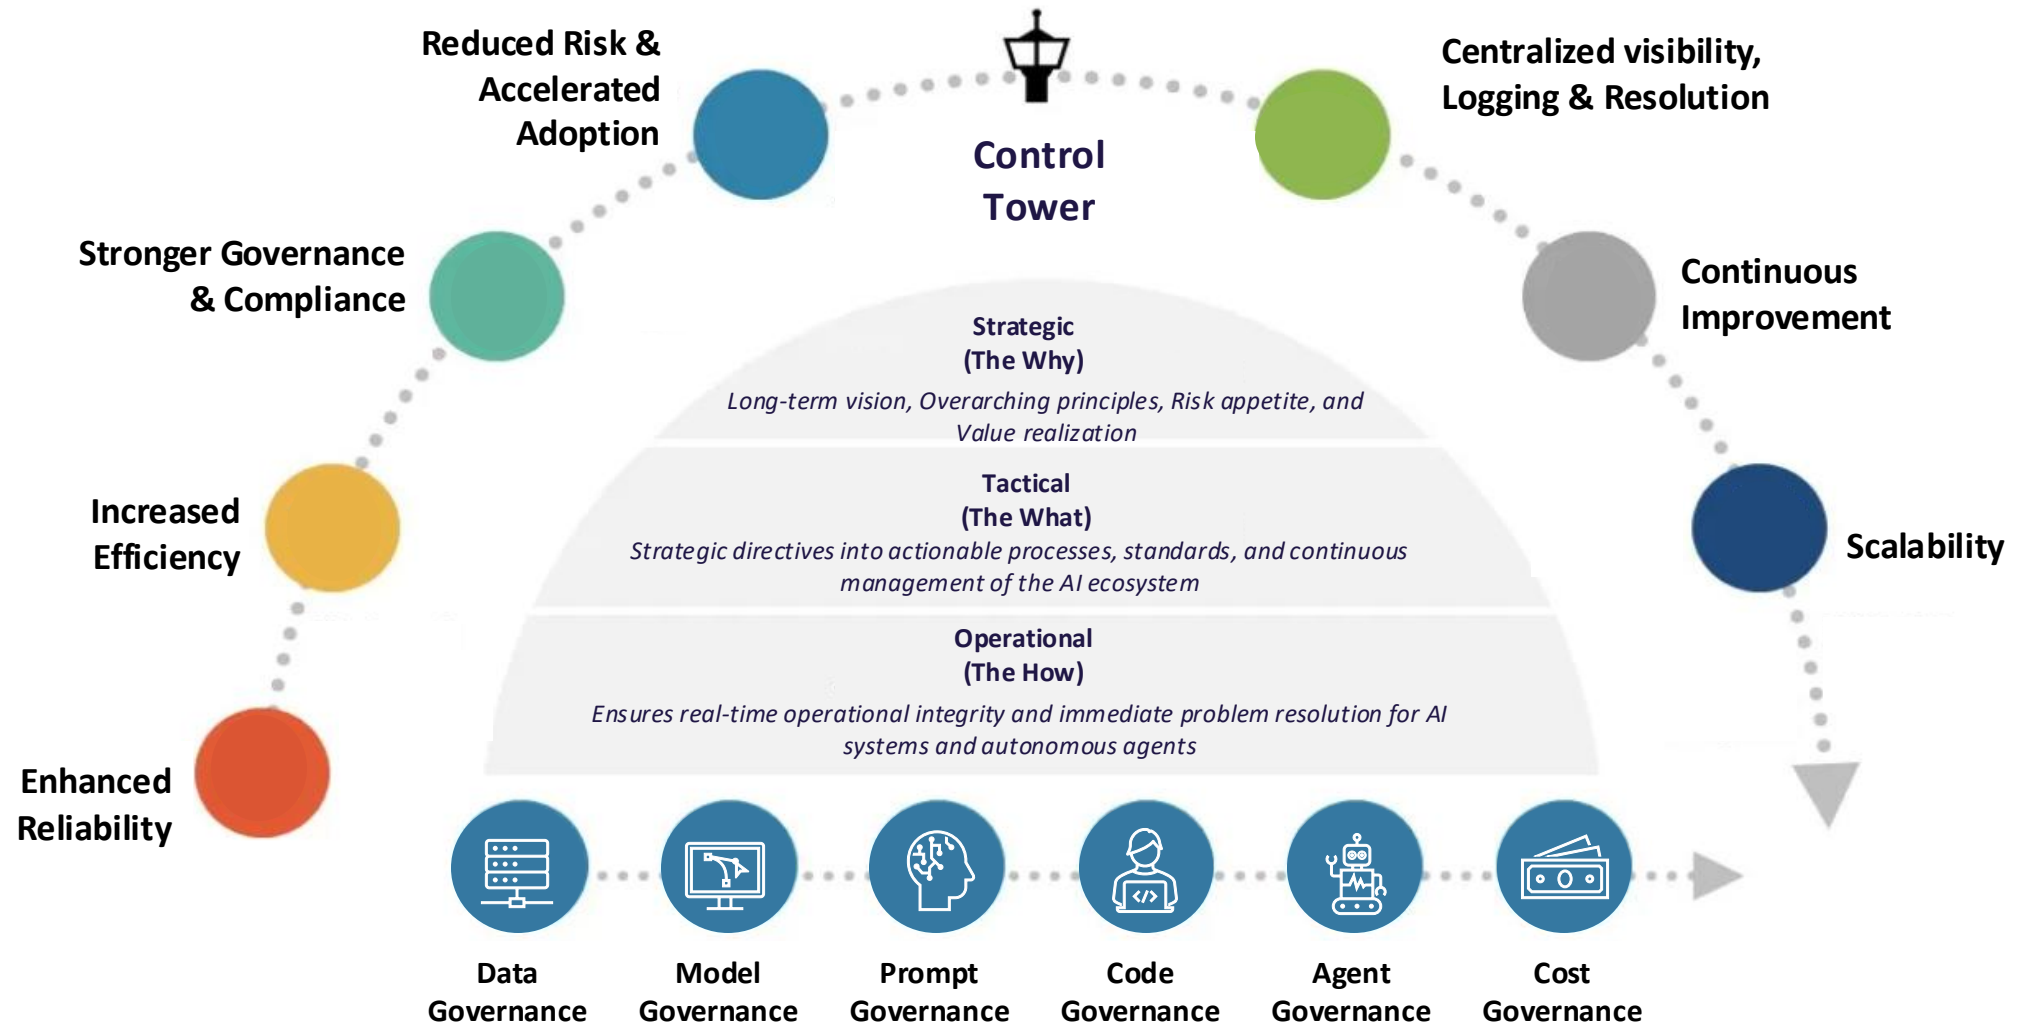 Reduced Risk &
Accelerated
Adoption
Centralized visibility,
Logging & Resolution
Control
Tower
Stronger Governance
& Compliance
Continuous
Improvement
Strategic
(The Why)
Long-term vision, Overarching principles, Risk appetite, and
Value realization
Increased
Efficiency
Tactical
(The What)
Strategic directives into actionable processes, standards, and continuous
management of the AI ecosystem
Scalability
Operational
(The How)
Ensures real-time operational integrity and immediate problem resolution for AI
systems and autonomous agents
Enhanced
Reliability
</>
Data
Governance
Model
Governance
Prompt
Governance
Code
Governance
Agent
Governance
Cost
Governance